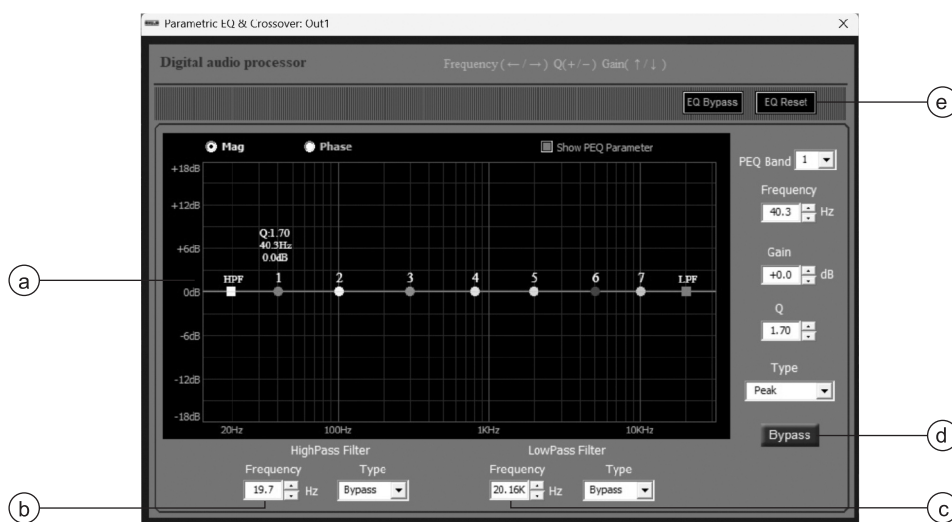 Parametric EQ & Crossover: Out1
Digital audio processor
Frequency(←/→) Q(+/−) Gain(↑/↓)
EQ Bypass
EQ Reset
e
Mag
Phase
Show PEQ Parameter
PEQ Band 1
+18dB
+12dB
+6dB
0dB
-6dB
-12dB
-18dB
Q:1.70
40.3Hz
0.0dB
HPF 1 2 3 4 5 6 7 LPF
20Hz 100Hz 1KHz 10KHz
a
Frequency
40.3 Hz
Gain
+0.0 dB
Q
1.70
Type
Peak
Bypass
d
HighPass Filter
Frequency Type
19.7 Hz Bypass
b
LowPass Filter
Frequency Type
20.16K Hz Bypass
c